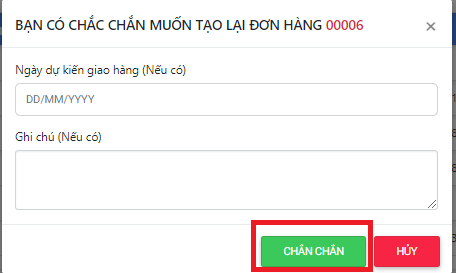 BẠN CÓ CHẮC CHẮN MUỐN TẠO LẠI ĐƠN HÀNG 00006 ×
Ngày dự kiến giao hàng (Nếu có)
DD/MM/YYYY
Ghi chú (Nếu có)
CHẮN CHẮN HỦY